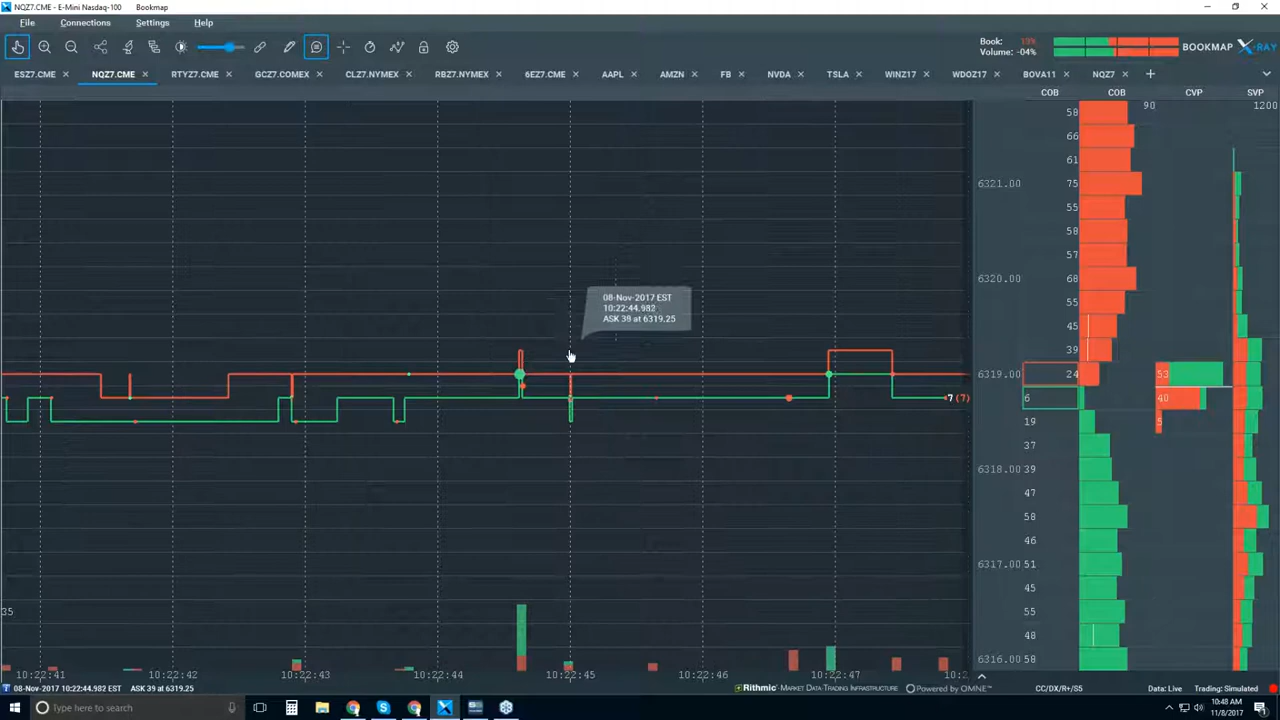 NQZ7.CME - E-Mini Nasdaq-100 Bookmap
File Connections Settings Help
Book: 13%
Volume: -04%
BOOKMAP X-RAY
ESZ7.CME NQZ7.CME RTYZ7.CME GCZ7.COMEX CLZ7.NYMEX RBZ7.NYMEX 6EZ7.CME AAPL AMZN FB NVDA TSLA WINZ17 WDOZ17 BOVA11 NQZ7
COB COB CVP SVP
58 90 1200
66
61
6321.00 75
55
58
57
6320.00 68
55
45
39
6319.00 24 53
6 40
19 5
37
6318.00 39
47
58
46
6317.00 51
45
55
48
6316.00 58
08-Nov-2017 EST
10:22:44.982
ASK 39 at 6319.25
7 (7)
35
10:22:41 10:22:42 10:22:43 10:22:44 10:22:45 10:22:46 10:22:47
08-Nov-2017 10:22:44.982 EST ASK 39 at 6319.25 Rithmic - Market Data-Trading Infrastructure Powered by OMNE™ CC/DX/R+/S5 Data: Live Trading: Simulated
Type here to search
10:48 AM
11/8/2017